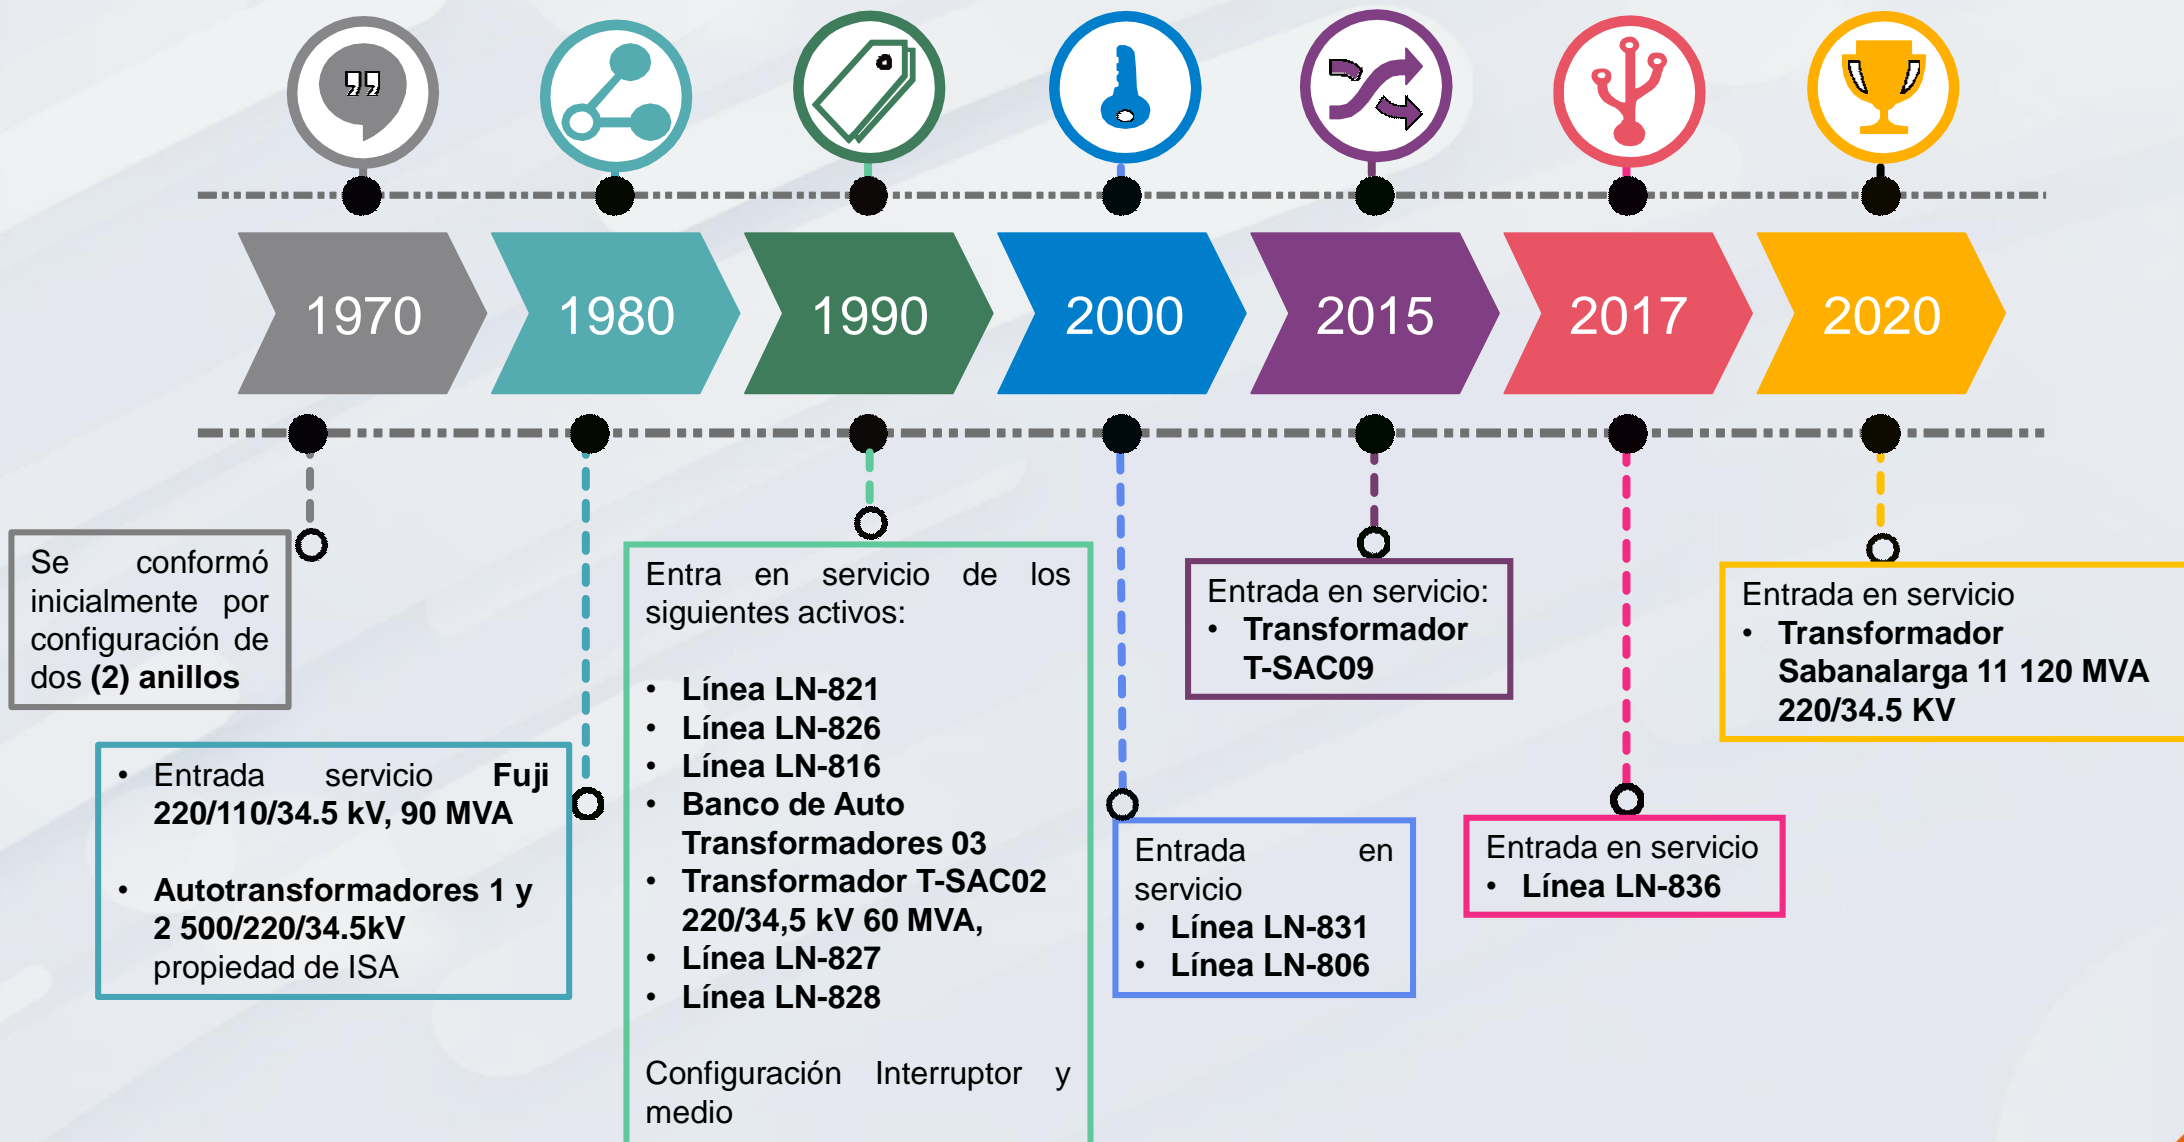 1970
1980
1990
2000
2015
2017
2020
Se conformó
inicialmente por
configuración de
dos (2) anillos
• Entrada servicio Fuji
220/110/34.5 kV, 90 MVA
• Autotransformadores 1 y
2 500/220/34.5kV
propiedad de ISA
Entra en servicio de los
siguientes activos:
• Línea LN-821
• Línea LN-826
• Línea LN-816
• Banco de Auto
Transformadores 03
• Transformador T-SAC02
220/34,5 kV 60 MVA,
• Línea LN-827
• Línea LN-828
Configuración Interruptor y
medio
Entrada en
servicio
• Línea LN-831
• Línea LN-806
Entrada en servicio:
• Transformador
T-SAC09
Entrada en servicio
• Línea LN-836
Entrada en servicio
• Transformador
Sabanalarga 11 120 MVA
220/34.5 KV